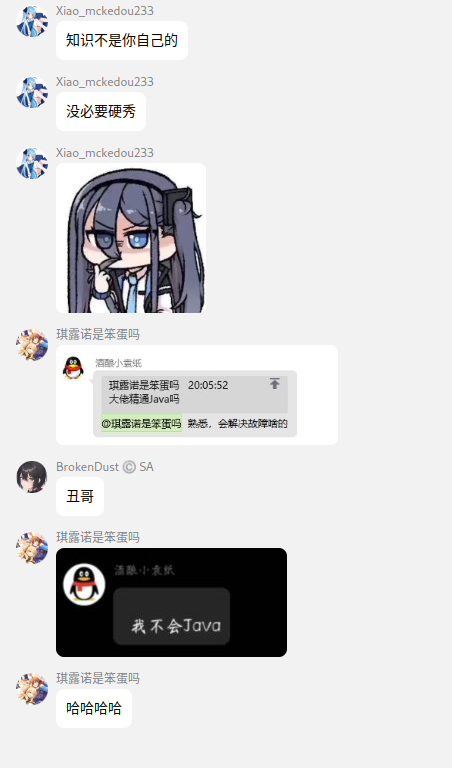 Xiao_mckedou233
知识不是你自己的
Xiao_mckedou233
没必要硬秀
Xiao_mckedou233
琪露诺是笨蛋吗
酒酿小袁纸
琪露诺是笨蛋吗 20:05:52
大佬精通Java吗
@琪露诺是笨蛋吗 熟悉，会解决故障啥的
BrokenDust © SA
丑哥
琪露诺是笨蛋吗
酒酿小袁纸
我不会Java
琪露诺是笨蛋吗
哈哈哈哈